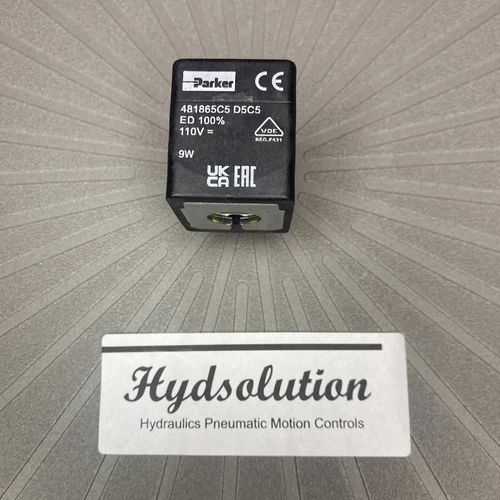 Parker CE
481865C5 D5C5
ED 100%
110V =
VDE
REG.F431
9W
UK
CA EAC
Hydsolution
Hydraulics Pneumatic Motion Controls